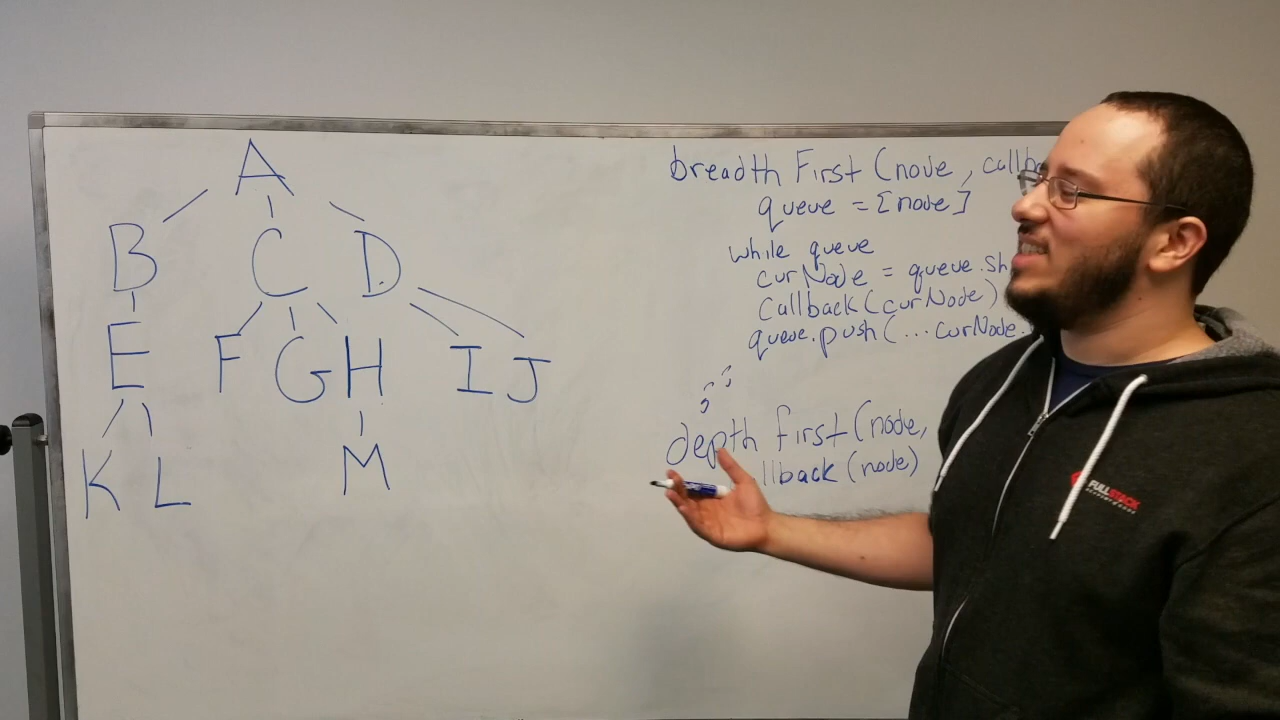 A
B C D
E F G H I J
K L M
breadth First (node, callb
queue = [node]
while queue
curNode = queue.sh
callback(curNode)
queue.push(...curNode.
depth first(node,
llback (node)
FULLSTACK